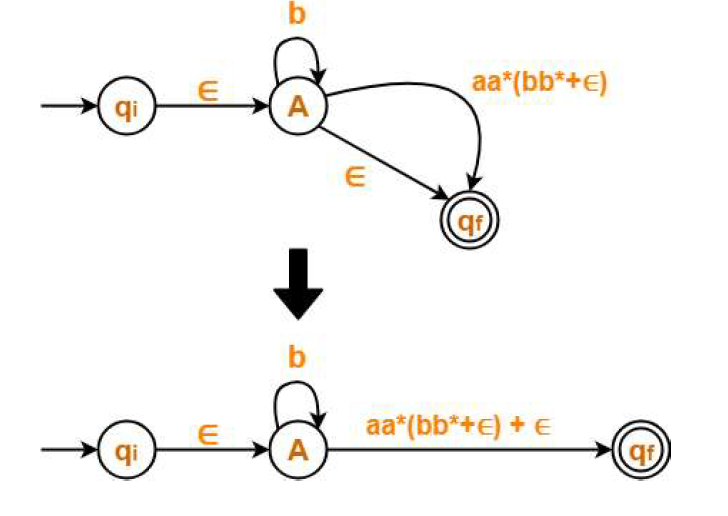 b
aa*(bb*+∈)
qi ∈ A
∈
qf
b
aa*(bb*+∈) + ∈
qi ∈ A qf